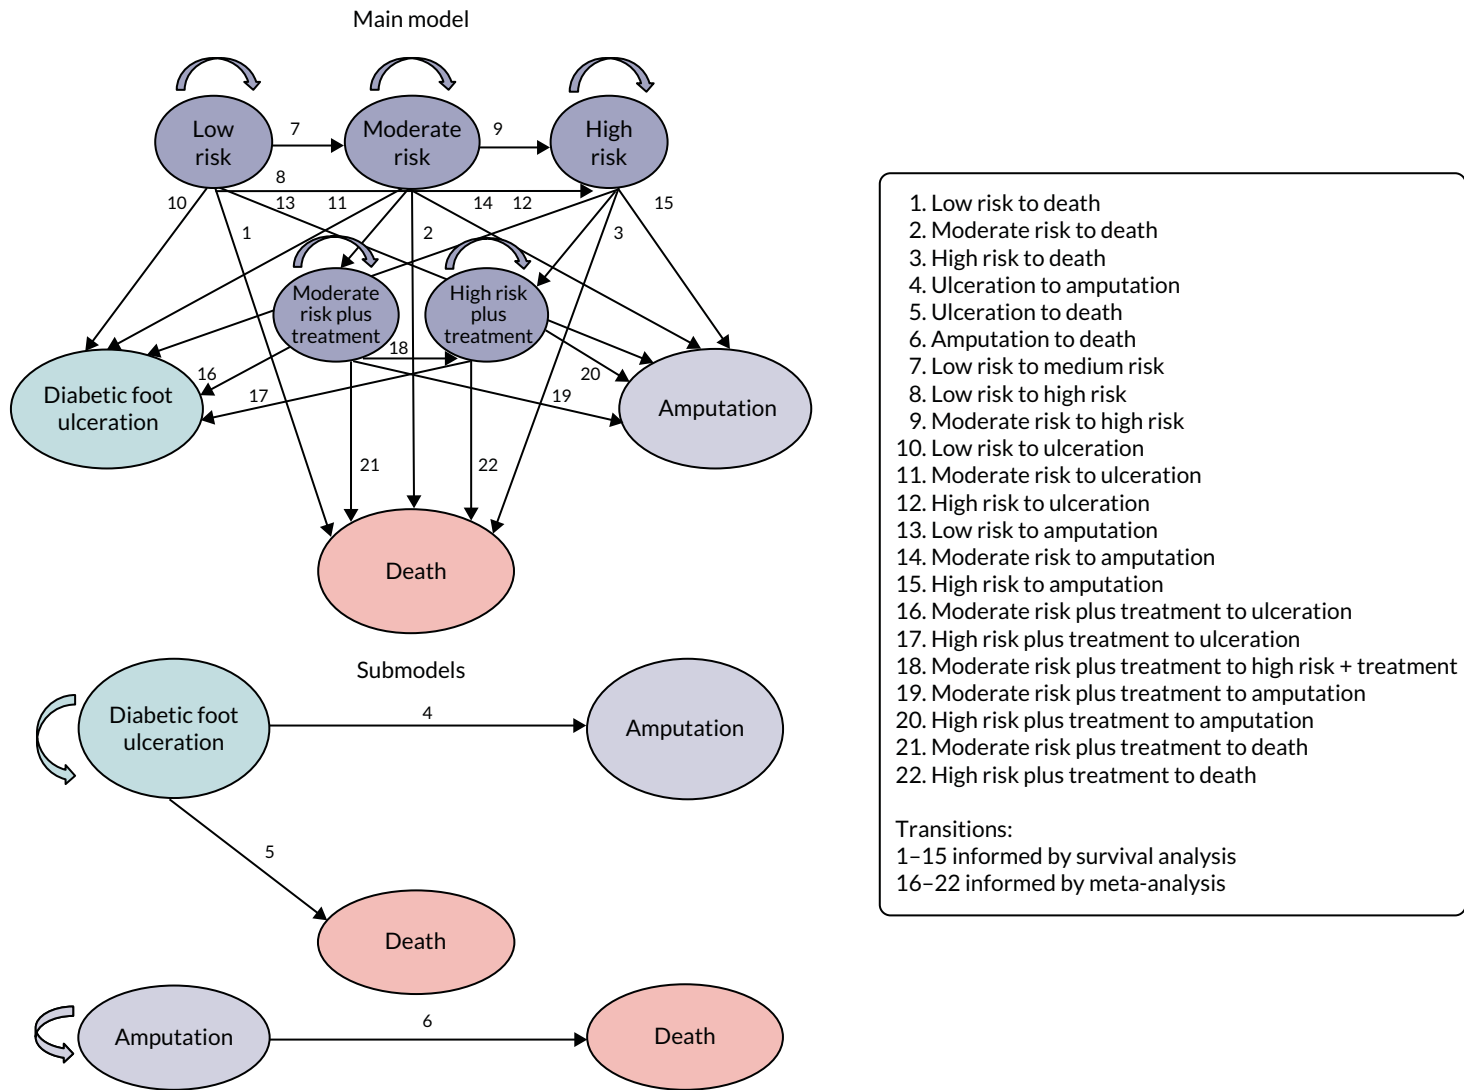 Main model
Low
risk
7
Moderate
risk
9
High
risk
8
10
13
11
14
12
15
1
2
3
Moderate
risk plus
treatment
High risk
plus
treatment
18
16
17
19
20
Diabetic foot
ulceration
Amputation
21
22
Death
Submodels
Diabetic foot
ulceration
4
Amputation
5
Death
Amputation
6
Death
1. Low risk to death
2. Moderate risk to death
3. High risk to death
4. Ulceration to amputation
5. Ulceration to death
6. Amputation to death
7. Low risk to medium risk
8. Low risk to high risk
9. Moderate risk to high risk
10. Low risk to ulceration
11. Moderate risk to ulceration
12. High risk to ulceration
13. Low risk to amputation
14. Moderate risk to amputation
15. High risk to amputation
16. Moderate risk plus treatment to ulceration
17. High risk plus treatment to ulceration
18. Moderate risk plus treatment to high risk + treatment
19. Moderate risk plus treatment to amputation
20. High risk plus treatment to amputation
21. Moderate risk plus treatment to death
22. High risk plus treatment to death
Transitions:
1–15 informed by survival analysis
16–22 informed by meta-analysis